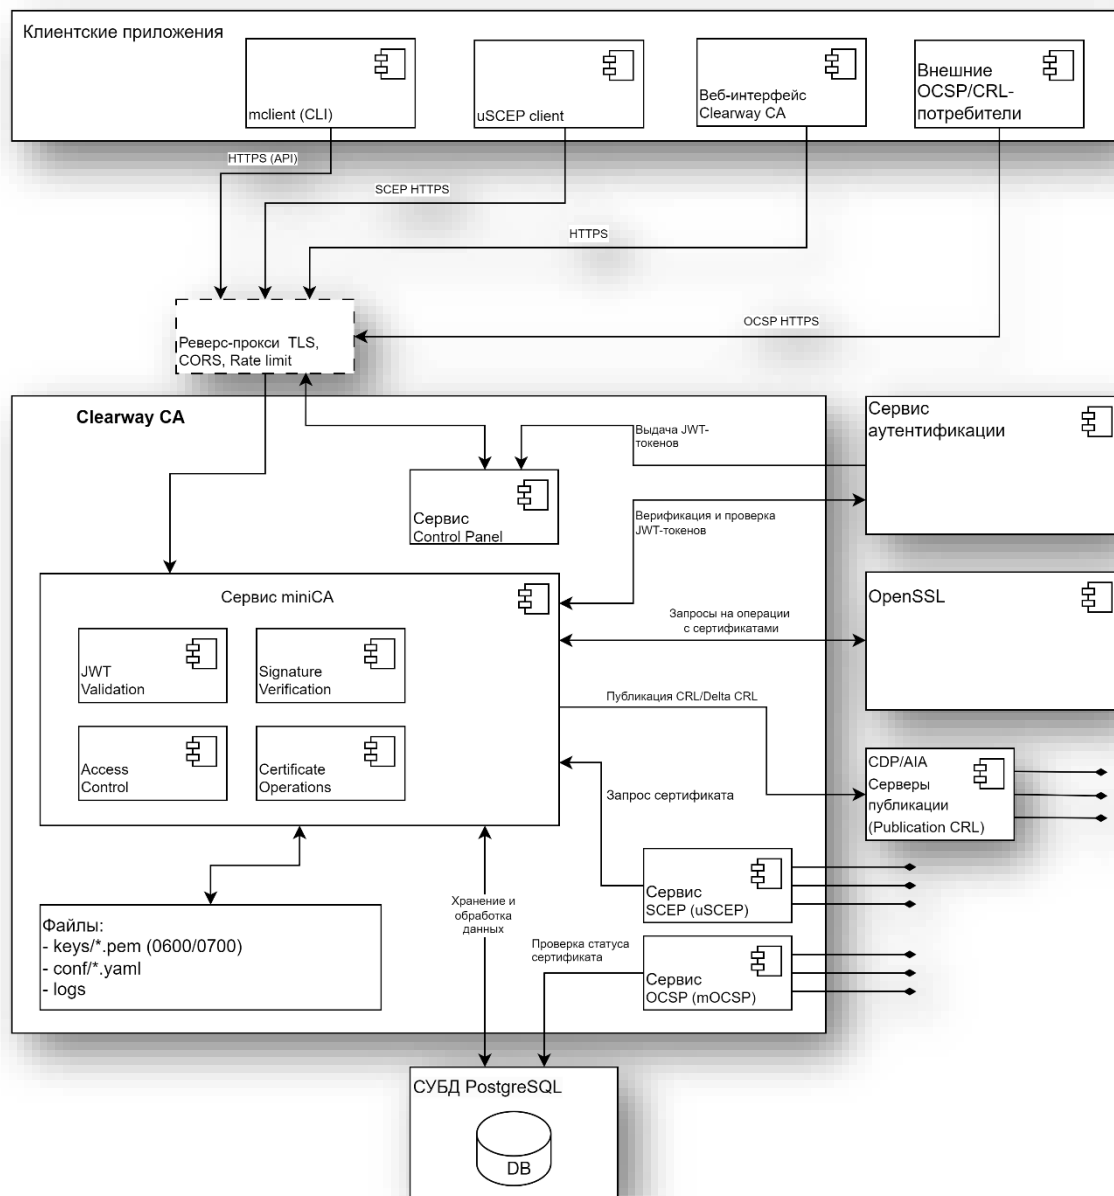 Клиентские приложения
mclient (CLI)
uSCEP client
Веб-интерфейс
Clearway CA
Внешние
OCSP/CRL-
потребители
HTTPS (API)
SCEP HTTPS
HTTPS
OCSP HTTPS
Реверс-прокси TLS,
CORS, Rate limit
Clearway CA
Выдача JWT-
токенов
Сервис
аутентификации
Сервис
Control Panel
Верификация и проверка
JWT-токенов
Сервис miniCA
OpenSSL
Запросы на операции
с сертификатами
JWT
Validation
Signature
Verification
Публикация CRL/Delta CRL
Access
Control
Certificate
Operations
CDP/AIA
Серверы
публикации
(Publication CRL)
Запрос сертификата
Сервис
SCEP (uSCEP)
Хранение и
обработка
данных
Файлы:
- keys/*.pem (0600/0700)
- conf/*.yaml
- logs
Проверка статуса
сертификата
Сервис
OCSP (mOCSP)
СУБД PostgreSQL
DB